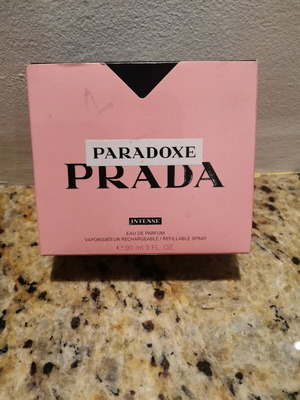 PARADOXE
PRADA
INTENSE
EAU DE PARFUM
VAPORISATEUR RECHARGEABLE / REFILLABLE SPRAY
℮ 90 ml 3 FL. OZ.